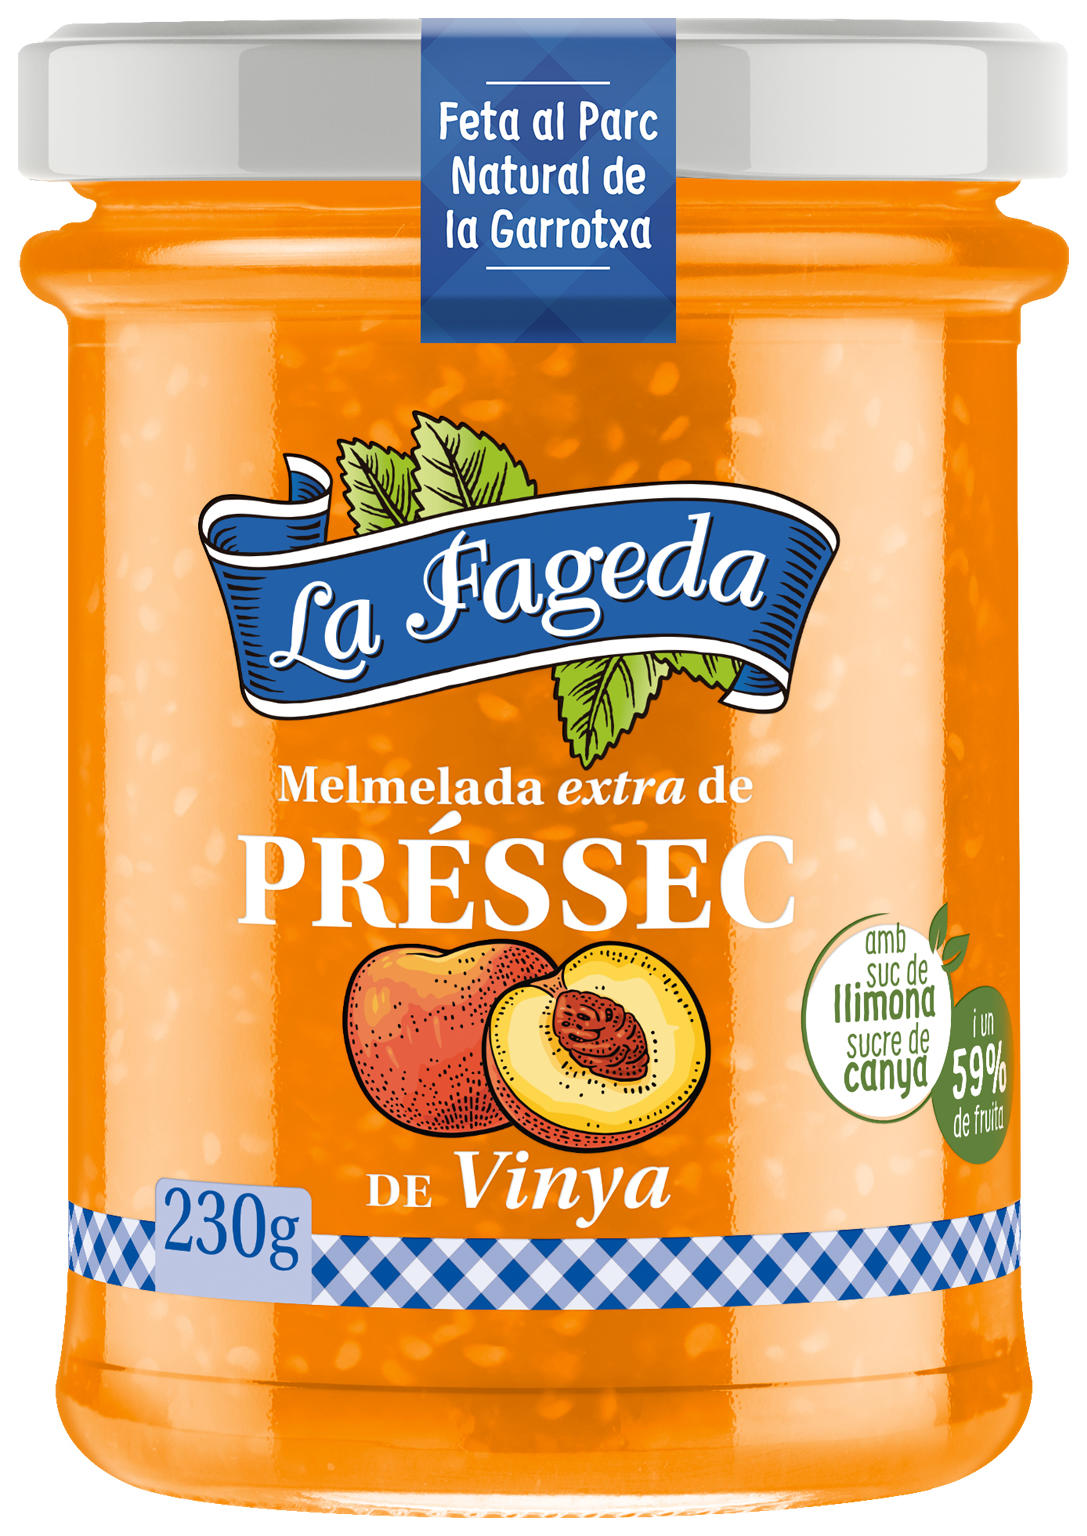 Feta al Parc
Natural de
la Garrotxa
La Fageda
Melmelada extra de
PRÉSSEC
DE Vinya
amb
suc de
llimona
sucre de
canya
i un
59%
de fruita
230g